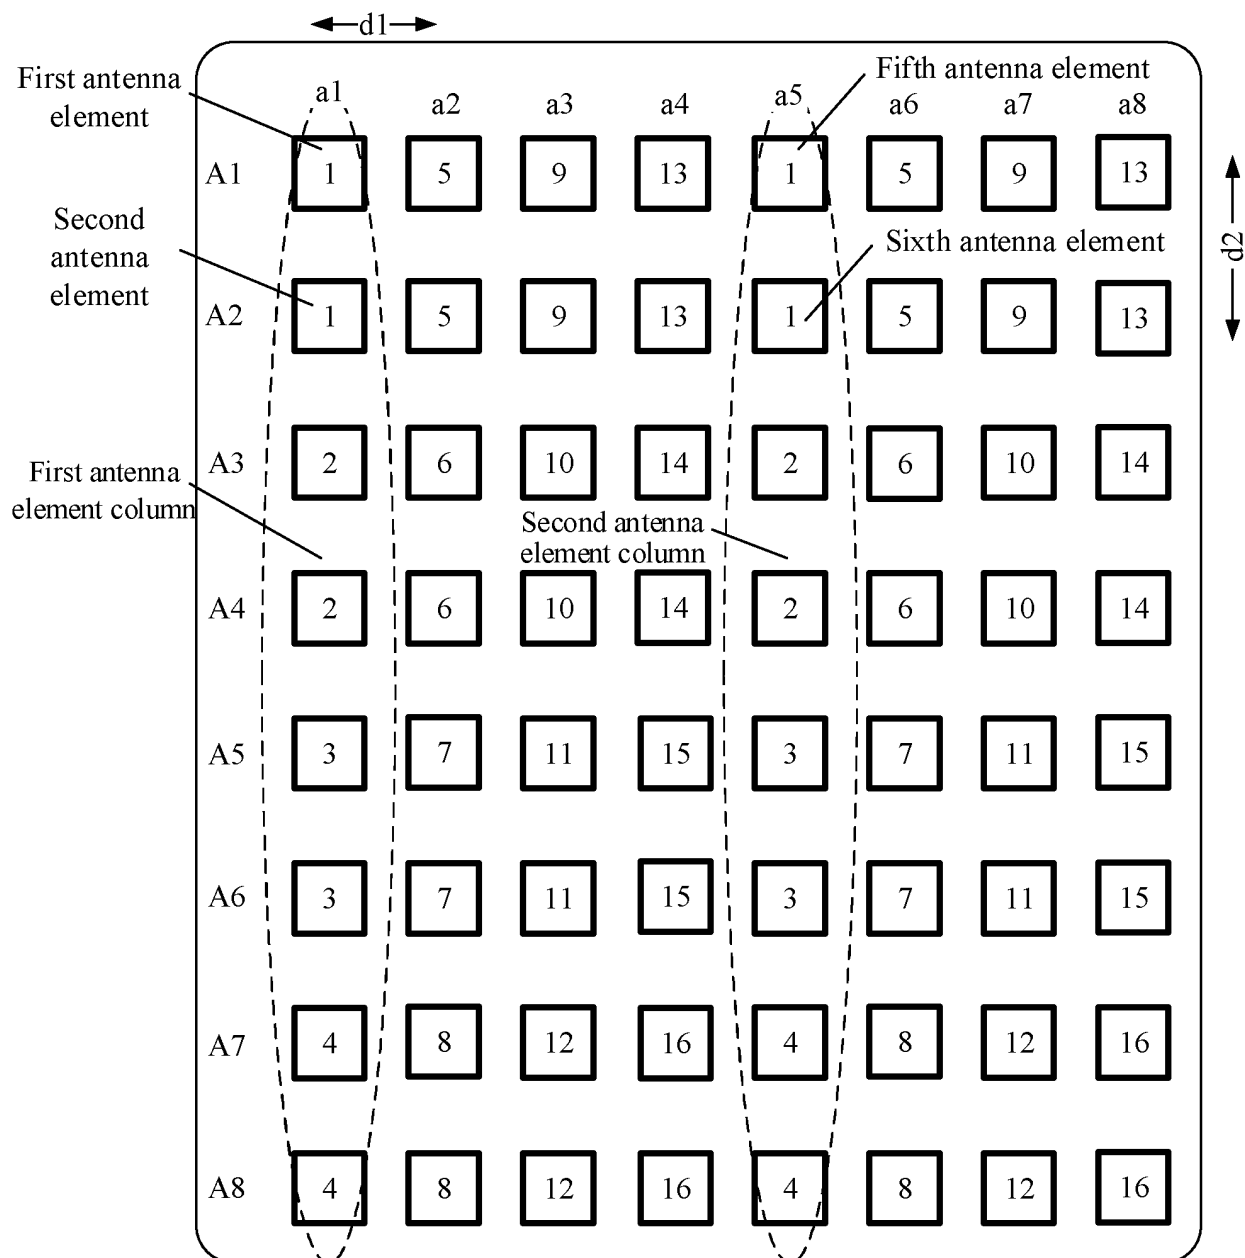 d1
First antenna
element
Fifth antenna element
a1 a2 a3 a4 a5 a6 a7 a8
A1 1 5 9 13 1 5 9 13
Second
antenna
element
Sixth antenna element
d2
A2 1 5 9 13 1 5 9 13
A3 2 6 10 14 2 6 10 14
First antenna
element column
Second antenna
element column
A4 2 6 10 14 2 6 10 14
A5 3 7 11 15 3 7 11 15
A6 3 7 11 15 3 7 11 15
A7 4 8 12 16 4 8 12 16
A8 4 8 12 16 4 8 12 16